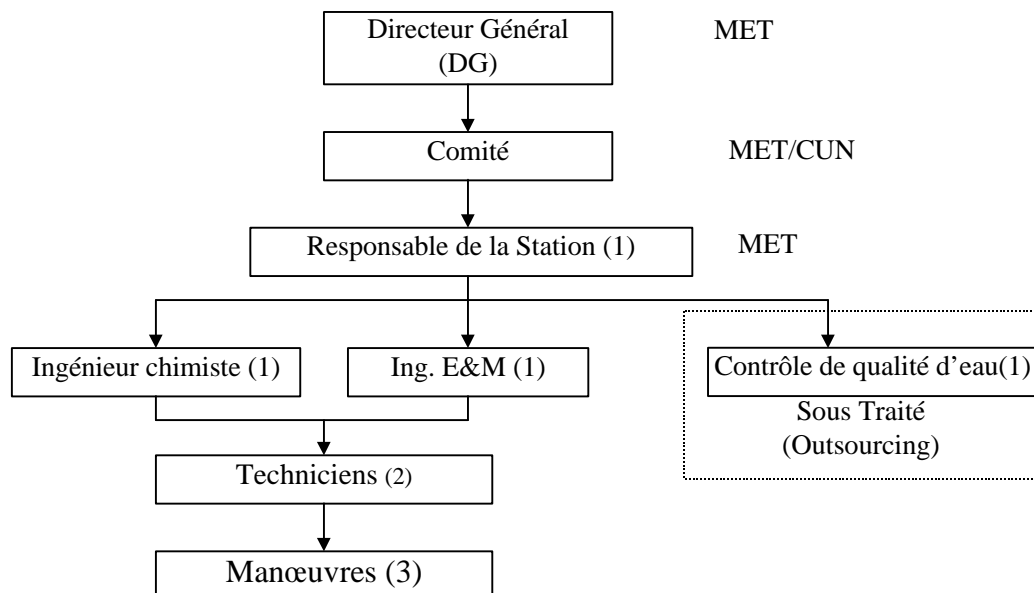 Directeur Général
(DG)
MET
Comité
MET/CUN
Responsable de la Station (1)
MET
Ingénieur chimiste (1)
Ing. E&M (1)
Contrôle de qualité d’eau(1)
Sous Traité
(Outsourcing)
Techniciens (2)
Manœuvres (3)